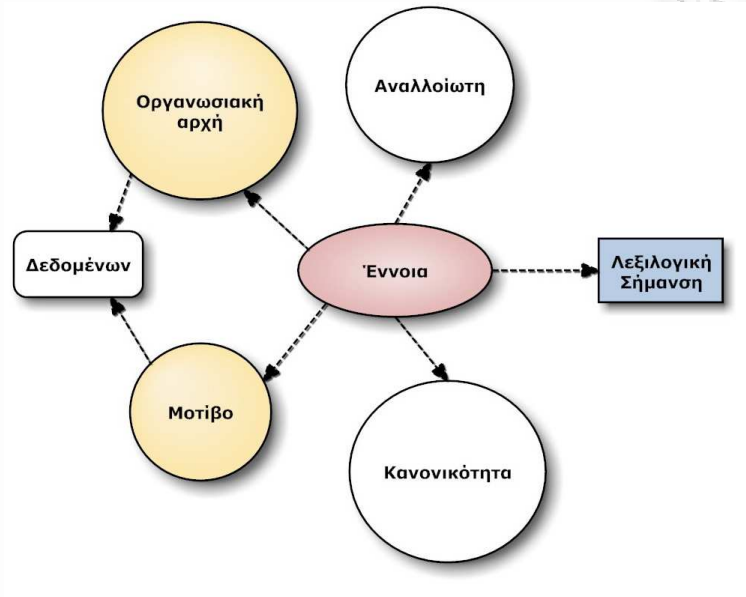 Οργανωσιακή
αρχή
Αναλλοίωτη
Δεδομένων
Έννοια
Λεξιλογική
Σήμανση
Μοτίβο
Κανονικότητα